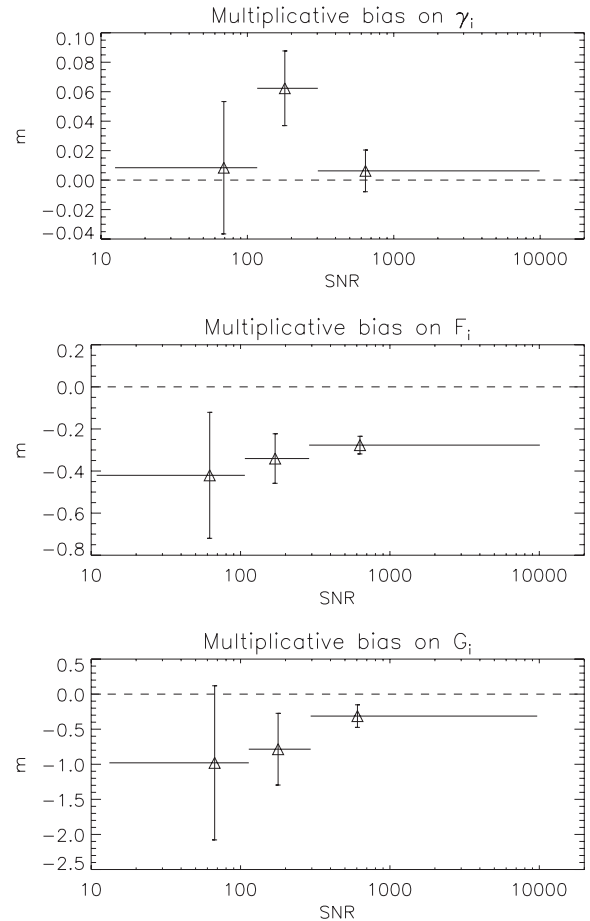 Multiplicative bias on γi
0.10
0.08
0.06
0.04
0.02
0.00
−0.02
−0.04
m
10 100 1000 10000
SNR
Multiplicative bias on Fi
0.2
0.0
−0.2
−0.4
−0.6
−0.8
m
10 100 1000 10000
SNR
Multiplicative bias on Gi
0.5
0.0
−0.5
−1.0
−1.5
−2.0
−2.5
m
10 100 1000 10000
SNR